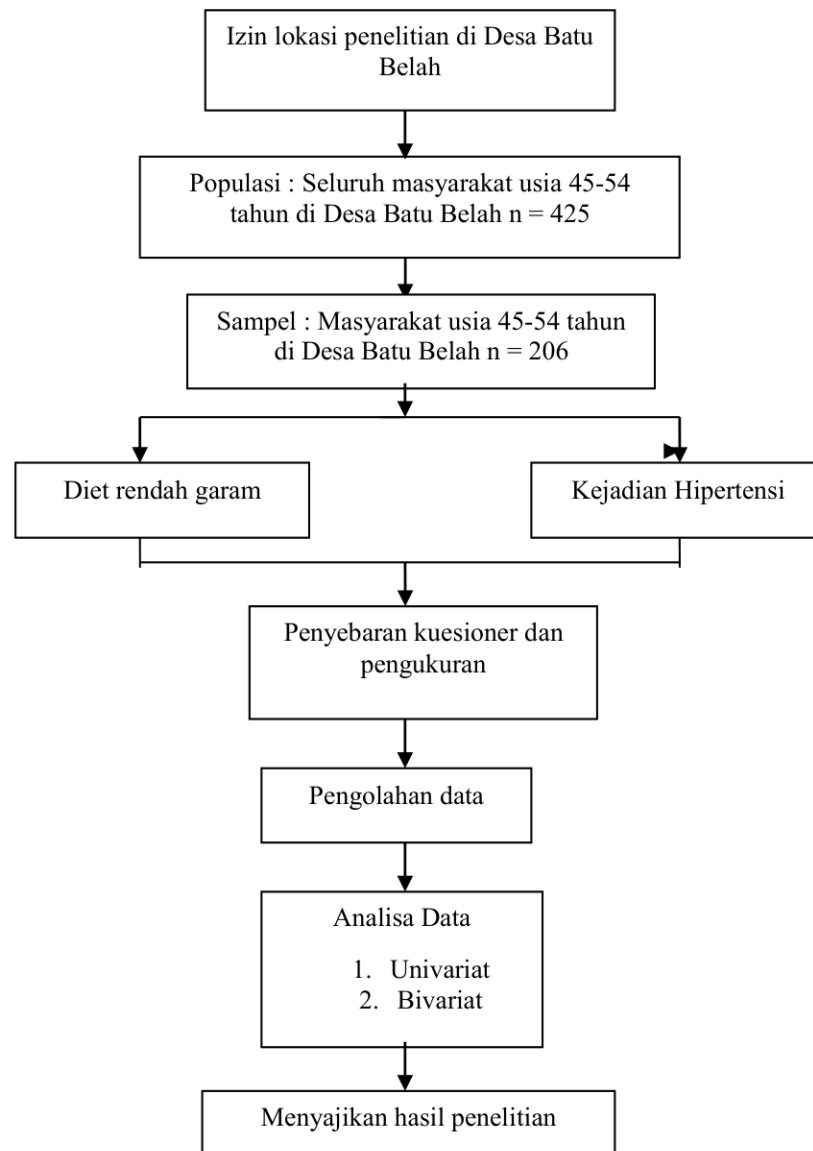 Izin lokasi penelitian di Desa Batu
Belah
Populasi : Seluruh masyarakat usia 45-54
tahun di Desa Batu Belah n = 425
Sampel : Masyarakat usia 45-54 tahun
di Desa Batu Belah n = 206
Diet rendah garam
Kejadian Hipertensi
Penyebaran kuesioner dan
pengukuran
Pengolahan data
Analisa Data
1. Univariat
2. Bivariat
Menyajikan hasil penelitian